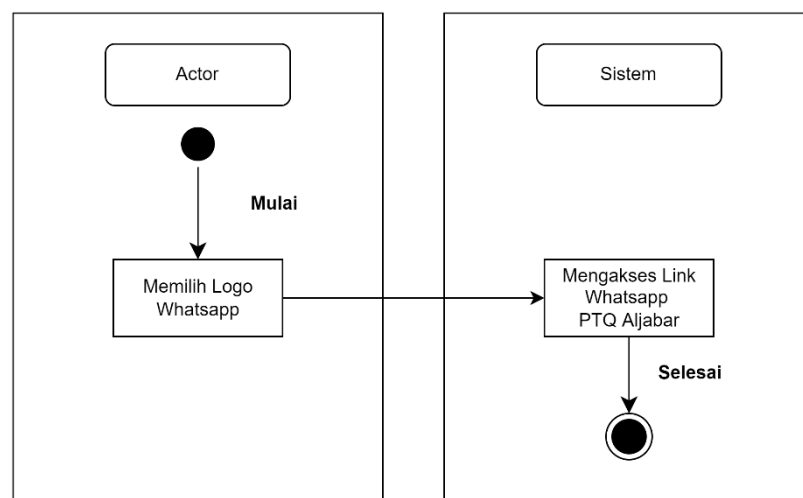 Actor
Sistem
Mulai
Memilih Logo
Whatsapp
Mengakses Link
Whatsapp
PTQ Aljabar
Selesai